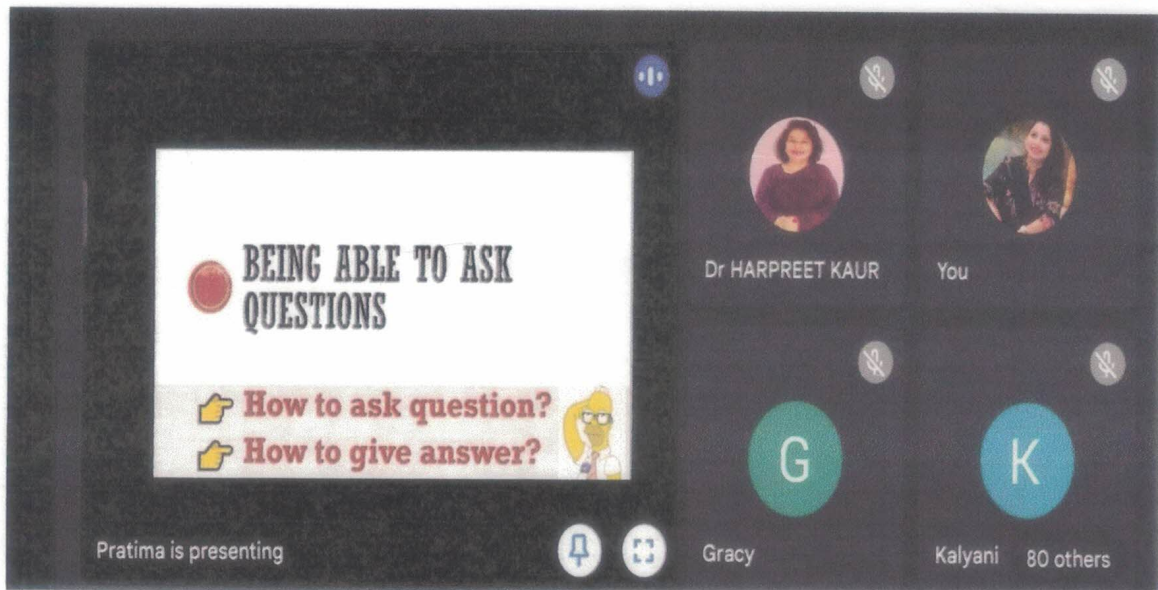 BEING ABLE TO ASK
QUESTIONS
How to ask question?
How to give answer?
Pratima is presenting
Dr HARPREET KAUR
You
G
Gracy
K
Kalyani 80 others